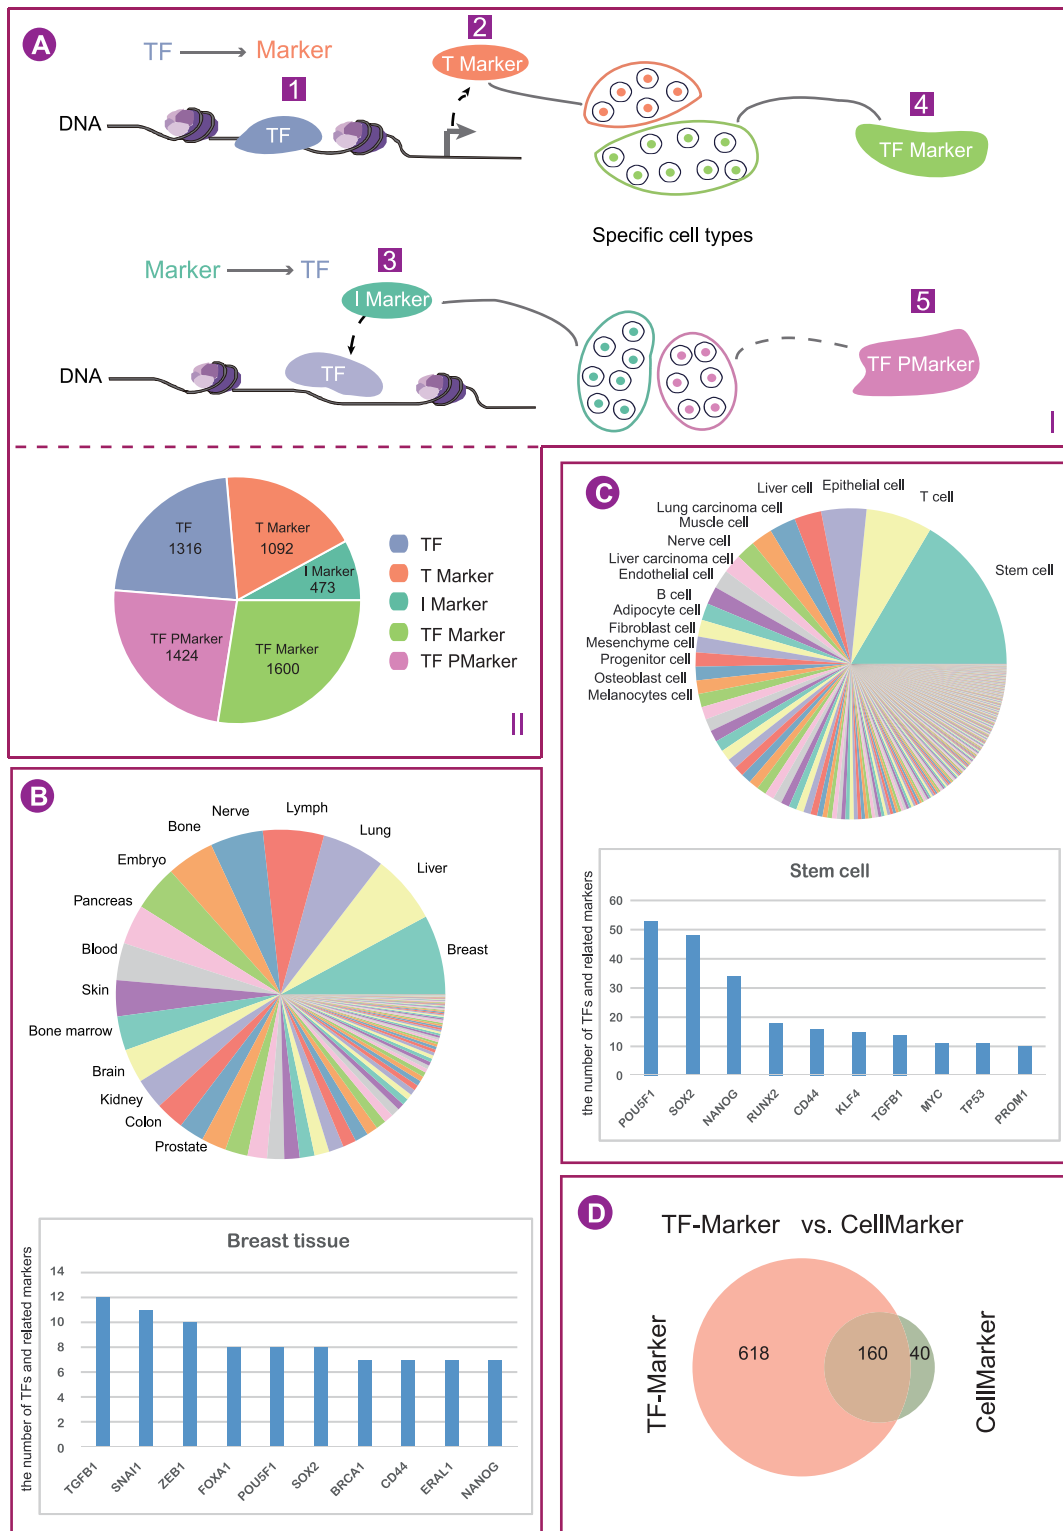 A
TF → Marker
1
2
T Marker
DNA
TF
4
TF Marker
Specific cell types
Marker → TF
3
I Marker
5
TF PMarker
DNA
TF
I
TF
1316
T Marker
1092
I Marker
473
TF PMarker
1424
TF Marker
1600
TF
T Marker
I Marker
TF Marker
TF PMarker
II
C
Liver cell
Epithelial cell
T cell
Lung carcinoma cell
Muscle cell
Nerve cell
Liver carcinoma cell
Endothelial cell
B cell
Adipocyte cell
Fibroblast cell
Mesenchyme cell
Progenitor cell
Osteoblast cell
Melanocytes cell
Stem cell
Stem cell
the number of TFs and related markers
60
50
40
30
20
10
0
POU5F1
SOX2
NANOG
RUNX2
CD44
KLF4
TGFB1
MYC
TP53
PROM1
B
Lymph
Nerve
Bone
Lung
Embryo
Liver
Pancreas
Blood
Breast
Skin
Bone marrow
Brain
Kidney
Colon
Prostate
Breast tissue
the number of TFs and related markers
14
12
10
8
6
4
2
0
TGFB1
SNAI1
ZEB1
FOXA1
POU5F1
SOX2
BRCA1
CD44
ERAL1
NANOG
D
TF-Marker vs. CellMarker
TF-Marker
618
160
40
CellMarker